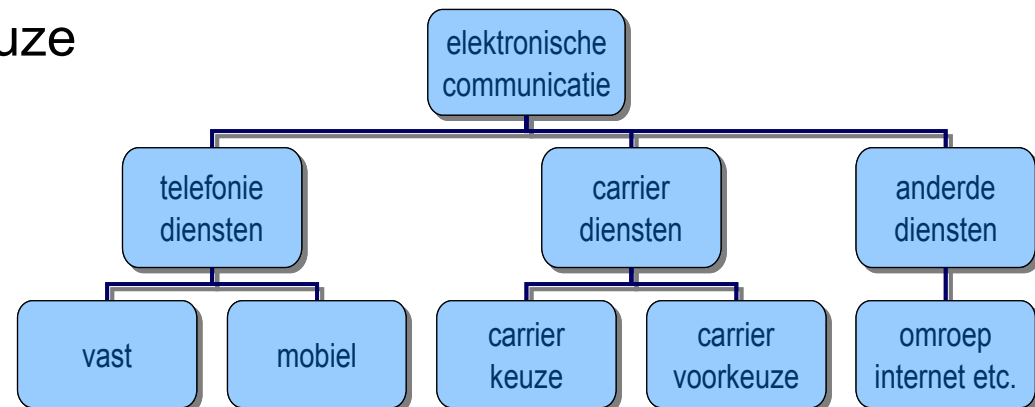 uze
elektronische
communicatie
telefonie
diensten
carrier
diensten
anderde
diensten
vast
mobiel
carrier
keuze
carrier
voorkeuze
omroep
internet etc.